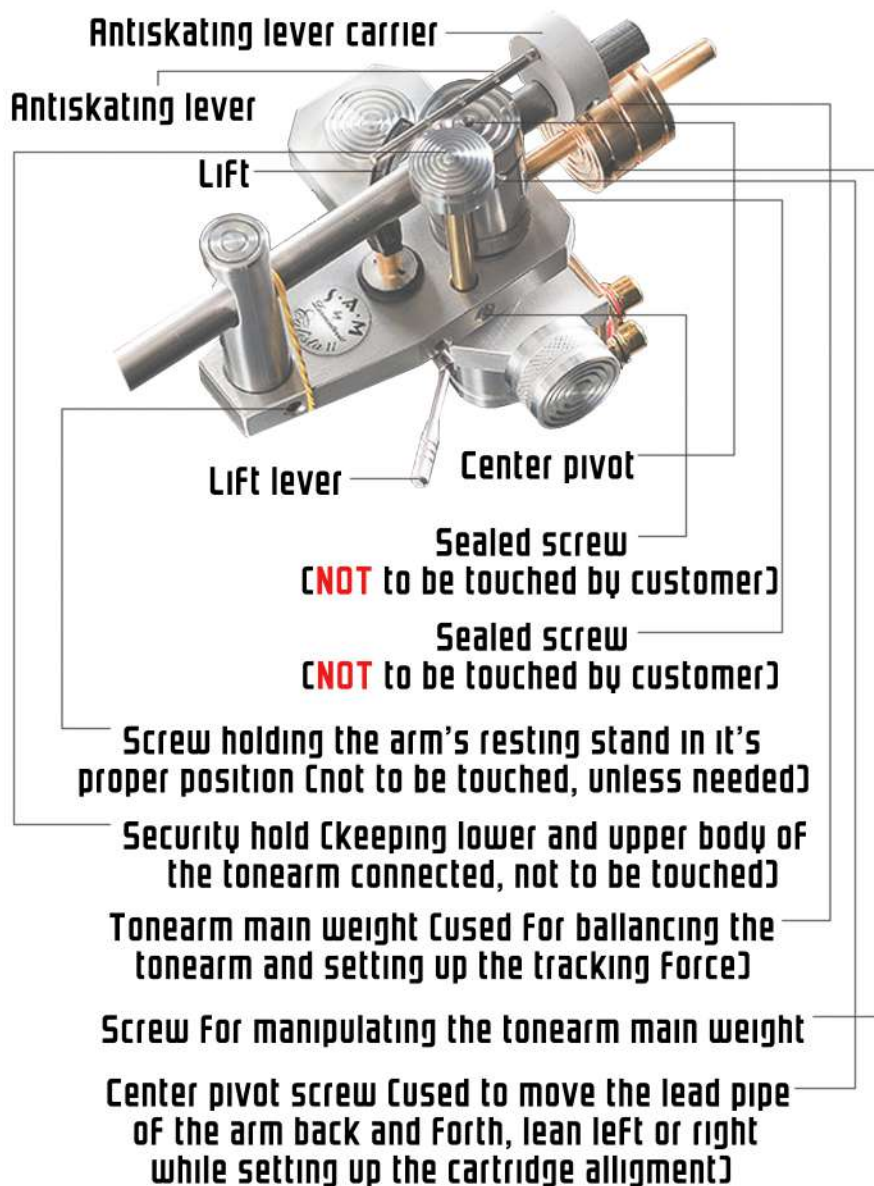 Antiskating lever carrier
Antiskating lever
Lift
S.A.M
by
Lift lever
Center pivot
Sealed screw
(NOT to be touched by customer)
Sealed screw
(NOT to be touched by customer)
Screw holding the arm's resting stand in it's
proper position (not to be touched, unless needed)
Security hold (keeping lower and upper body of
the tonearm connected, not to be touched)
Tonearm main weight (used for ballancing the
tonearm and setting up the tracking force)
Screw for manipulating the tonearm main weight
Center pivot screw (used to move the lead pipe
of the arm back and forth, lean left or right
while setting up the cartridge alligment)